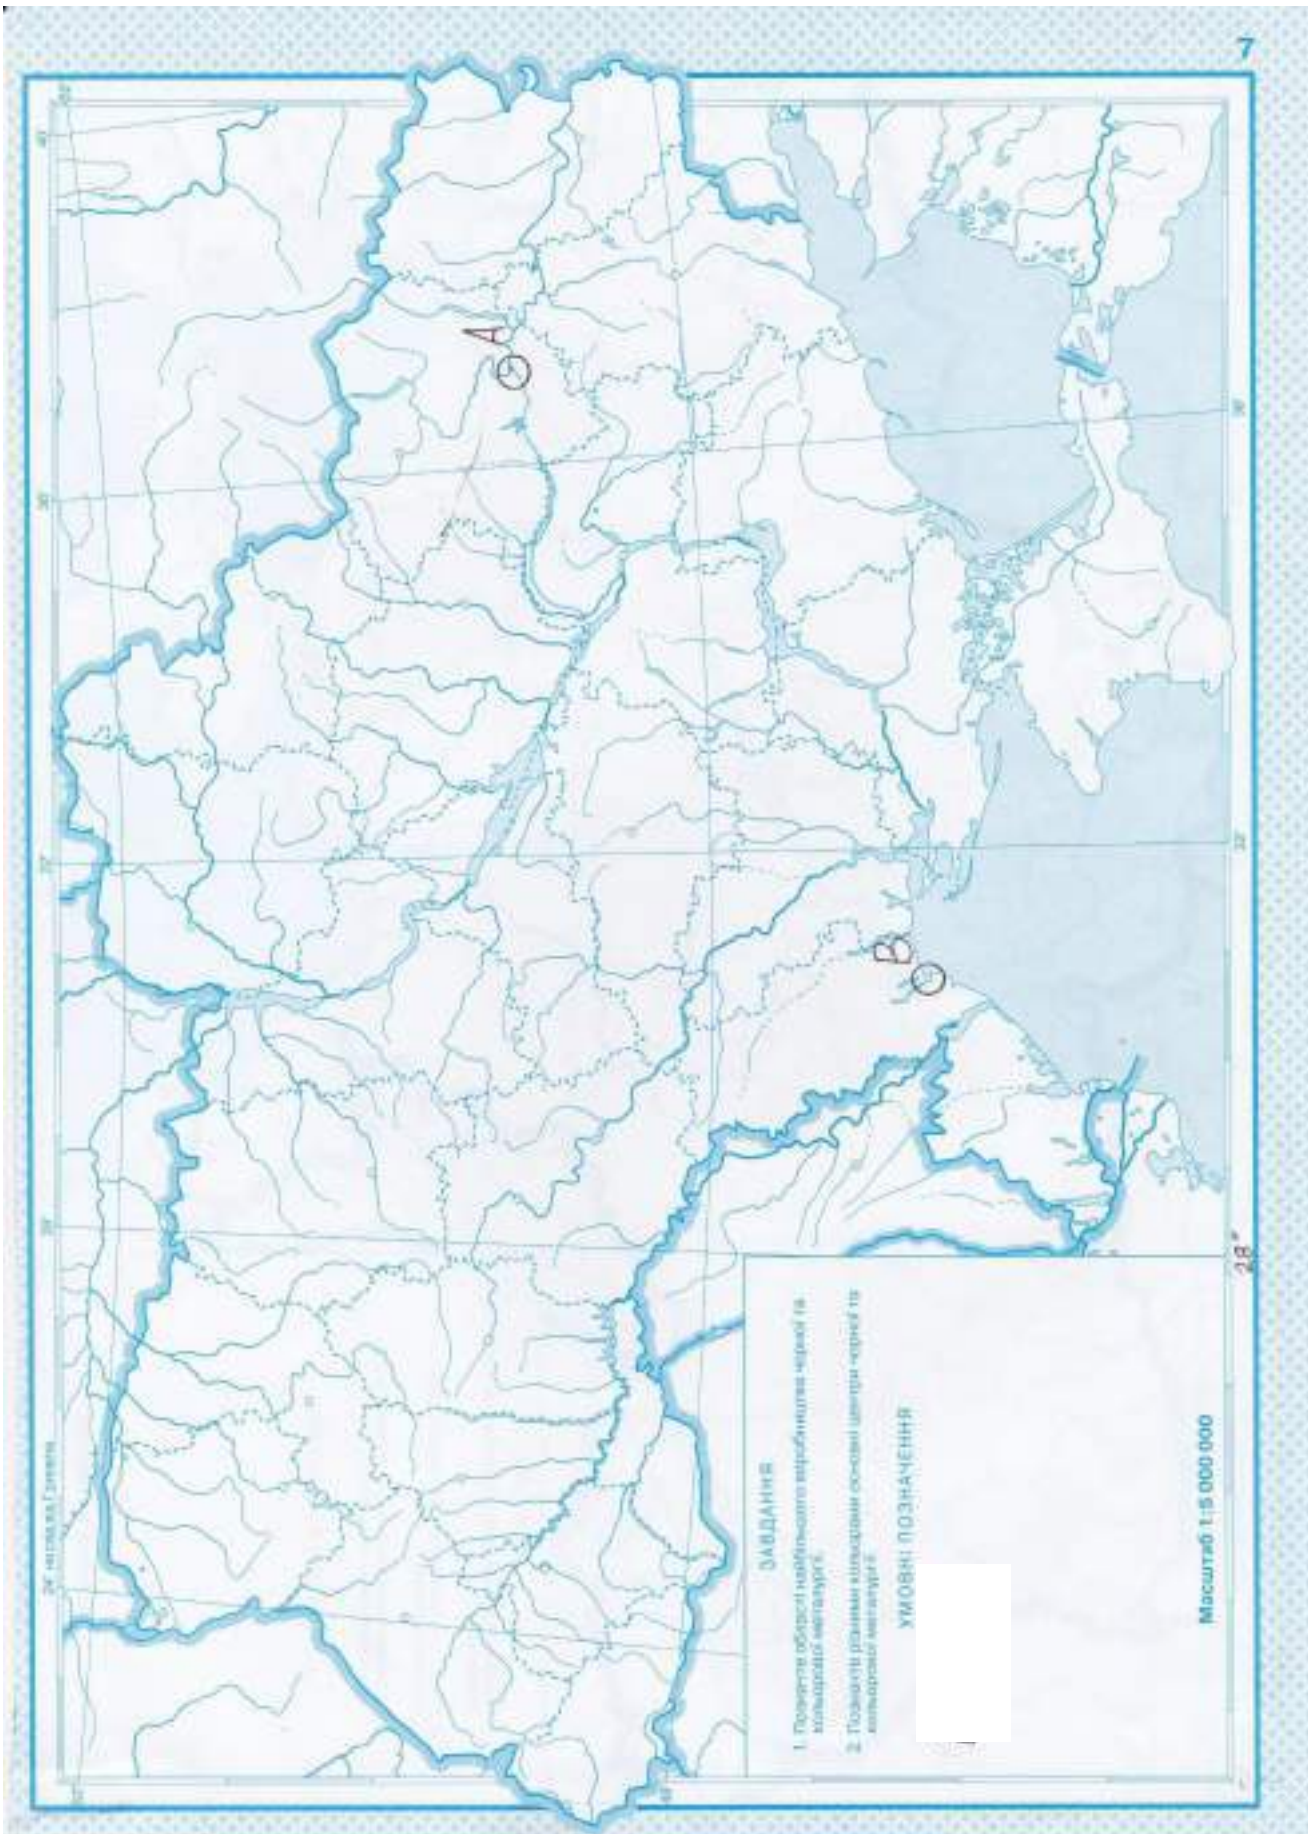 7
A
B
28°
ЗАВДАННЯ
1. Позначте області найбільшого виробництва чорної та
кольорової металургії.
2. Позначте різними кольорами основні центри чорної та
кольорової металургії
УМОВНІ ПОЗНАЧЕННЯ
Масштаб 1:5 000 000